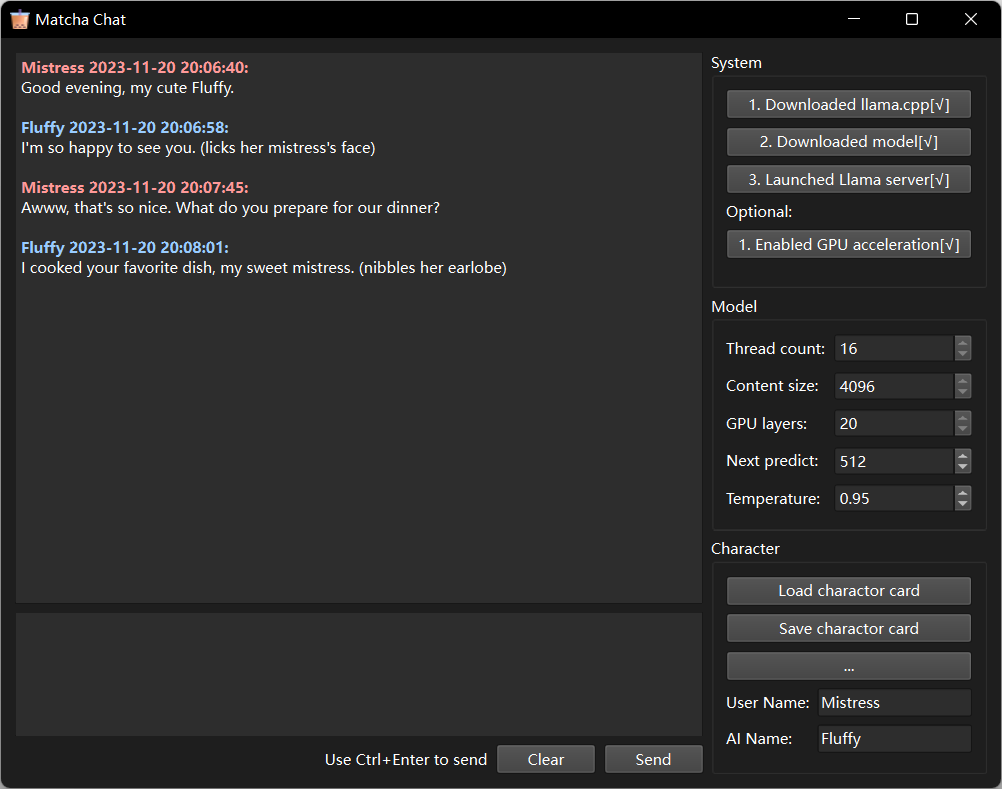 Matcha Chat
Mistress 2023-11-20 20:06:40:
Good evening, my cute Fluffy.
Fluffy 2023-11-20 20:06:58:
I'm so happy to see you. (licks her mistress's face)
Mistress 2023-11-20 20:07:45:
Awww, that's so nice. What do you prepare for our dinner?
Fluffy 2023-11-20 20:08:01:
I cooked your favorite dish, my sweet mistress. (nibbles her earlobe)
Use Ctrl+Enter to send
Clear
Send
System
1. Downloaded llama.cpp[√]
2. Downloaded model[√]
3. Launched Llama server[√]
Optional:
1. Enabled GPU acceleration[√]
Model
Thread count: 16
Content size: 4096
GPU layers: 20
Next predict: 512
Temperature: 0.95
Character
Load charactor card
Save charactor card
...
User Name: Mistress
AI Name: Fluffy